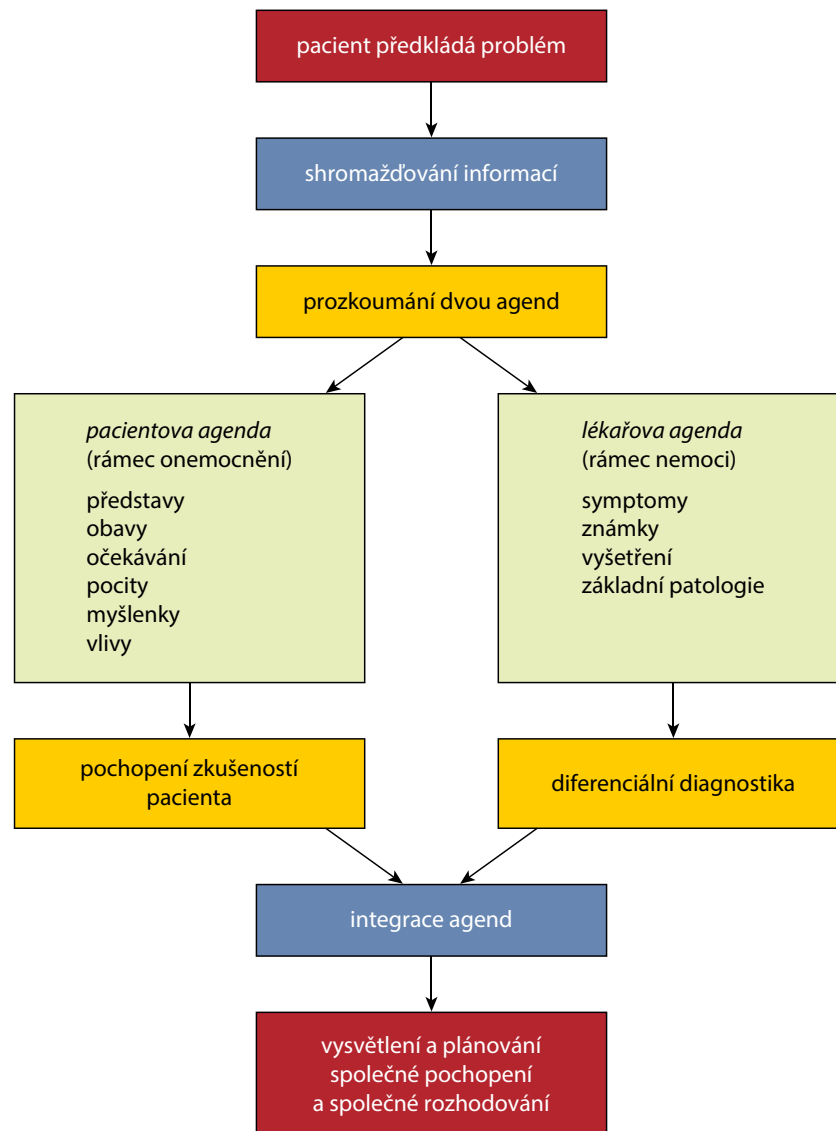 pacient předkládá problém
shromažďování informací
prozkoumání dvou agend
pacientova agenda
(rámec onemocnění)
představy
obavy
očekávání
pocity
myšlenky
vlivy
lékařova agenda
(rámec nemoci)
symptomy
známky
vyšetření
základní patologie
pochopení zkušeností
pacienta
diferenciální diagnostika
integrace agend
vysvětlení a plánování
společné pochopení
a společné rozhodování